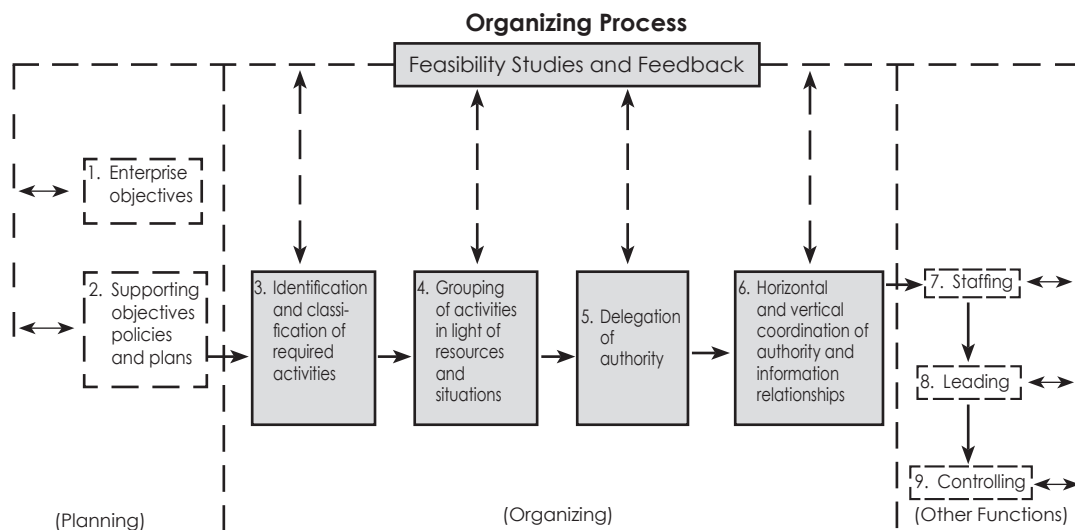 Organizing Process
Feasibility Studies and Feedback
1. Enterprise
objectives
2. Supporting
objectives
policies
and plans
3. Identification
and classi-
fication of
required
activities
4. Grouping
of activities
in light of
resources
and
situations
5. Delegation
of
authority
6. Horizontal
and vertical
coordination of
authority and
information
relationships
7. Staffing
8. Leading
9. Controlling
(Planning)
(Organizing)
(Other Functions)